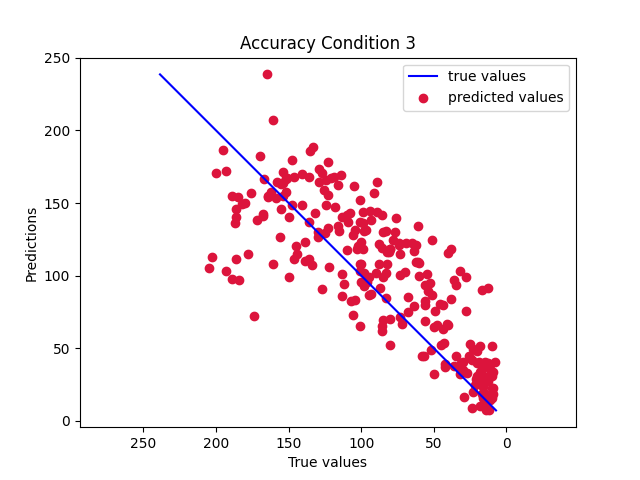 Accuracy Condition 3
true values
predicted values
250
200
150
100
50
0
Predictions
250 200 150 100 50 0
True values